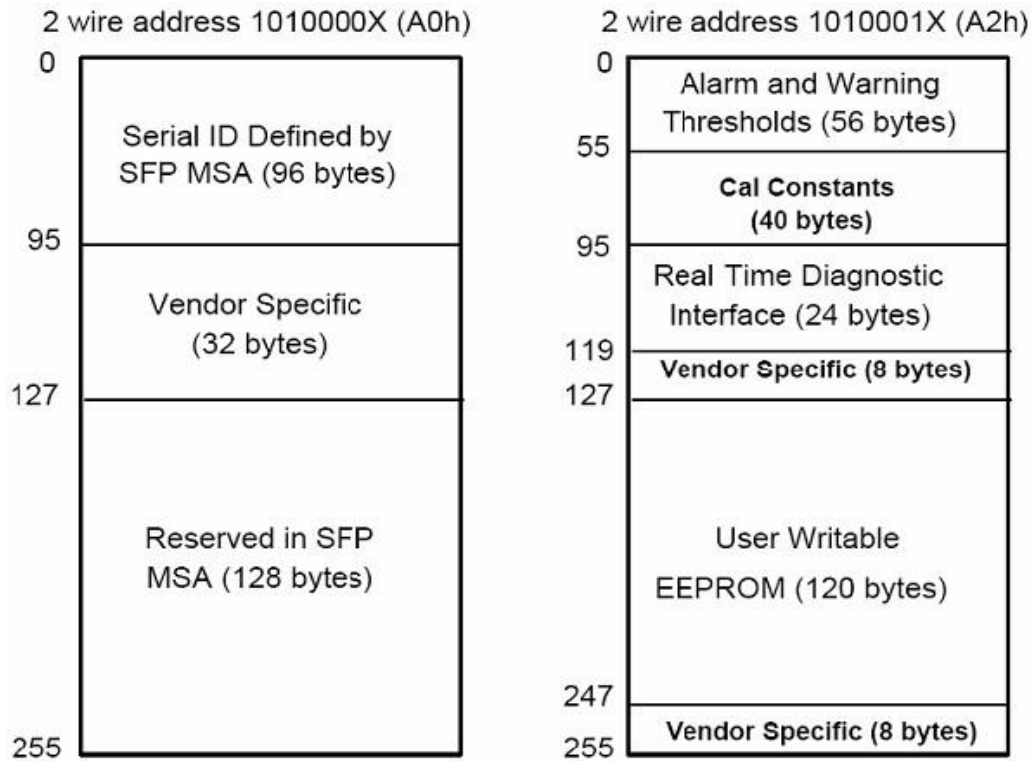 2 wire address 1010000X (A0h)
0
Serial ID Defined by
SFP MSA (96 bytes)
95
Vendor Specific
(32 bytes)
127
Reserved in SFP
MSA (128 bytes)
255
2 wire address 1010001X (A2h)
0
Alarm and Warning
Thresholds (56 bytes)
55
Cal Constants
(40 bytes)
95
Real Time Diagnostic
Interface (24 bytes)
119
Vendor Specific (8 bytes)
127
User Writable
EEPROM (120 bytes)
247
Vendor Specific (8 bytes)
255